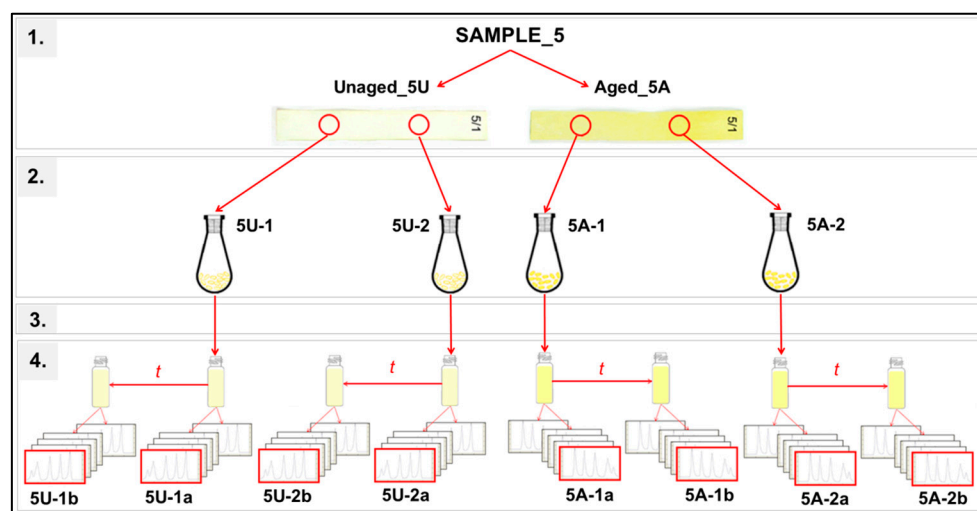 1.
SAMPLE_5
Unaged_5U
Aged_5A
5/1
5/1
2.
5U-1
5U-2
5A-1
5A-2
3.
4.
t
t
t
t
5U-1b
5U-1a
5U-2b
5U-2a
5A-1a
5A-1b
5A-2a
5A-2b